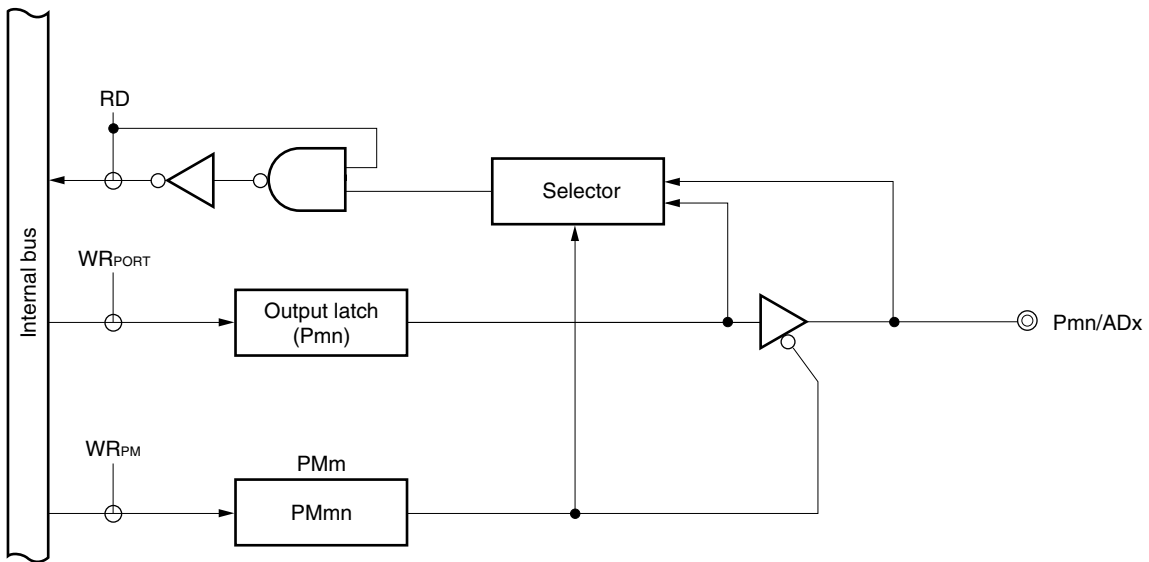 RD
Selector
Internal bus
WRPORT
Output latch
(Pmn)
Pmn/ADx
WRPM
PMm
PMmn